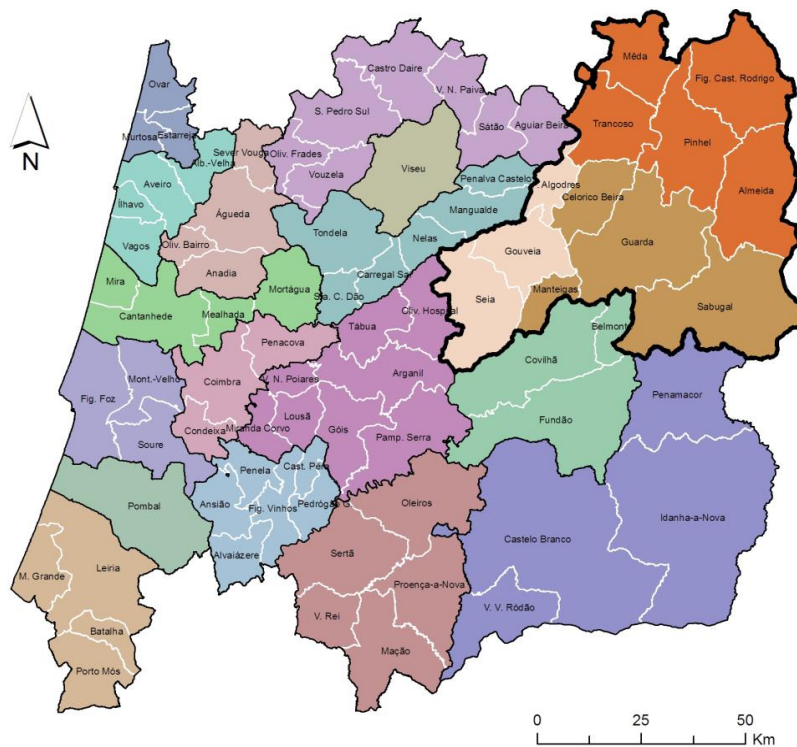 Mêda
Castro Daire
Fig. Cast. Rodrigo
Ovar
V. N. Paiva
S. Pedro Sul
Trancoso
Sátão
Aguiar Beira
Murtosa
Estarreja
Pinhel
Sever Vouga
Oliv. Frades
Alb.-Velha
Viseu
Vouzela
Penalva Castelo
Algodres
Aveiro
Almeida
Celorico Beira
Ílhavo
Águeda
Mangualde
Tondela
Guarda
Vagos
Oliv. Bairro
Nelas
Gouveia
Anadia
Carregal Sal
Mira
Mortágua
Manteigas
Sta. C. Dão
Seia
Sabugal
Cantanhede
Mealhada
Oliv. Hospital
Tábua
Belmonte
Penacova
Covilhã
Arganil
Mont.-Velho
Coimbra
V. N. Poiares
Penamacor
Fig. Foz
Lousã
Fundão
Condeixa
Miranda Corvo
Góis
Pamp. Serra
Soure
Penela
Cast. Pêra
Oleiros
Pombal
Ansião
Pedrógão G
Fig. Vinhos
Idanha-a-Nova
Castelo Branco
Alvaiázere
Sertã
Leiria
M. Grande
Proença-a-Nova
V. V. Ródão
V. Rei
Batalha
Mação
Porto Mós
N
0 25 50
Km